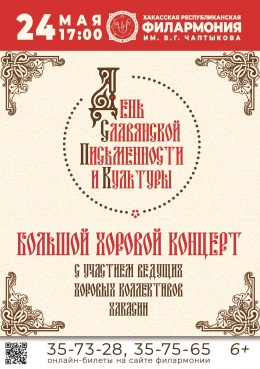 24 МАЯ
17:00
ХАКАССКАЯ РЕСПУБЛИКАНСКАЯ
ФИЛАРМОНИЯ
ИМ. В.Г. ЧАПТЫКОВА
День
Славянской
Письменности
и Культуры
БОЛЬШОЙ ХОРОВОЙ КОНЦЕРТ
С УЧАСТИЕМ ВЕДУЩИХ
ХОРОВЫХ КОЛЛЕКТИВОВ
ХАКАСИИ
35-73-28, 35-75-65 6+
онлайн-билеты на сайте филармонии